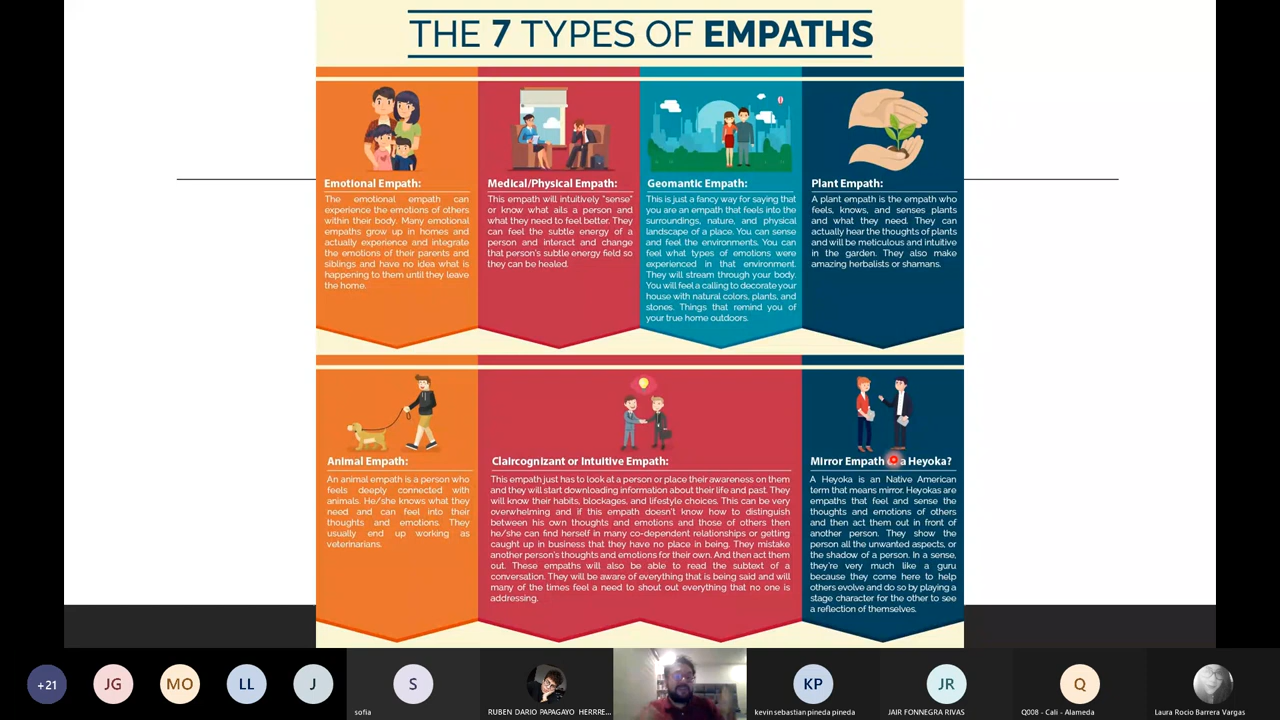 THE 7 TYPES OF EMPATHS
Emotional Empath:
The emotional empath can
experience the emotions of others
within their body. Many emotional
empaths grow up in homes and
actually experience and integrate
the emotions of their parents and
siblings and have no idea what is
happening to them until they leave
the home.
Medical/Physical Empath:
This empath will intuitively "sense"
or know what ails a person and
what they need to feel better. They
can feel the subtle energy of a
person and interact and change
that person's subtle energy field so
they can be healed.
Geomantic Empath:
This is just a fancy way for saying that
you are an empath that feels into the
surroundings, nature, and physical
landscape of a place. You can sense
and feel the environments. You can
feel what types of emotions were
experienced in that environment.
They will stream through your body.
You will feel a calling to decorate your
house with natural colors, plants, and
stones. Things that remind you of
your true home outdoors.
Plant Empath:
A plant empath is the empath who
feels, knows, and senses plants
and what they need. They can
actually hear the thoughts of plants
and will be meticulous and intuitive
in the garden. They also make
amazing herbalists or shamans.
Animal Empath:
An animal empath is a person who
feels deeply connected with
animals. He/she knows what they
need and can feel into their
thoughts and emotions. They
usually end up working as
veterinarians.
Claircognizant or Intuitive Empath:
This empath just has to look at a person or place their awareness on them
and they will start downloading information about their life and past. They
will know their habits, blockages, and lifestyle choices. This can be very
overwhelming and if this empath doesn't know how to distinguish
between his own thoughts and emotions and those of others then
he/she can find herself in many co-dependent relationships or getting
caught up in business that they have no place in being. They mistake
another person's thoughts and emotions for their own. And then act them
out. These empaths will also be able to read the subtext of a
conversation. They will be aware of everything that is being said and will
many of the times feel a need to shout out everything that no one is
addressing.
Mirror Empath a Heyoka?
A Heyoka is an Native American
term that means mirror. Heyokas are
empaths that feel and sense the
thoughts and emotions of others
and then act them out in front of
another person. They show the
person all the unwanted aspects, or
the shadow of a person. In a sense,
they're very much like a guru
because they come here to help
others evolve and do so by playing a
stage character for the other to see
a reflection of themselves.
+21
JG
MO
LL
J
S
sofia
RUBEN DARIO PAPAGAYO HERRRE...
KP
kevin sebastian pineda pineda
JR
JAIR FONNEGRA RIVAS
Q
Q008 - Cali - Alameda
Laura Rocio Barrera Vargas